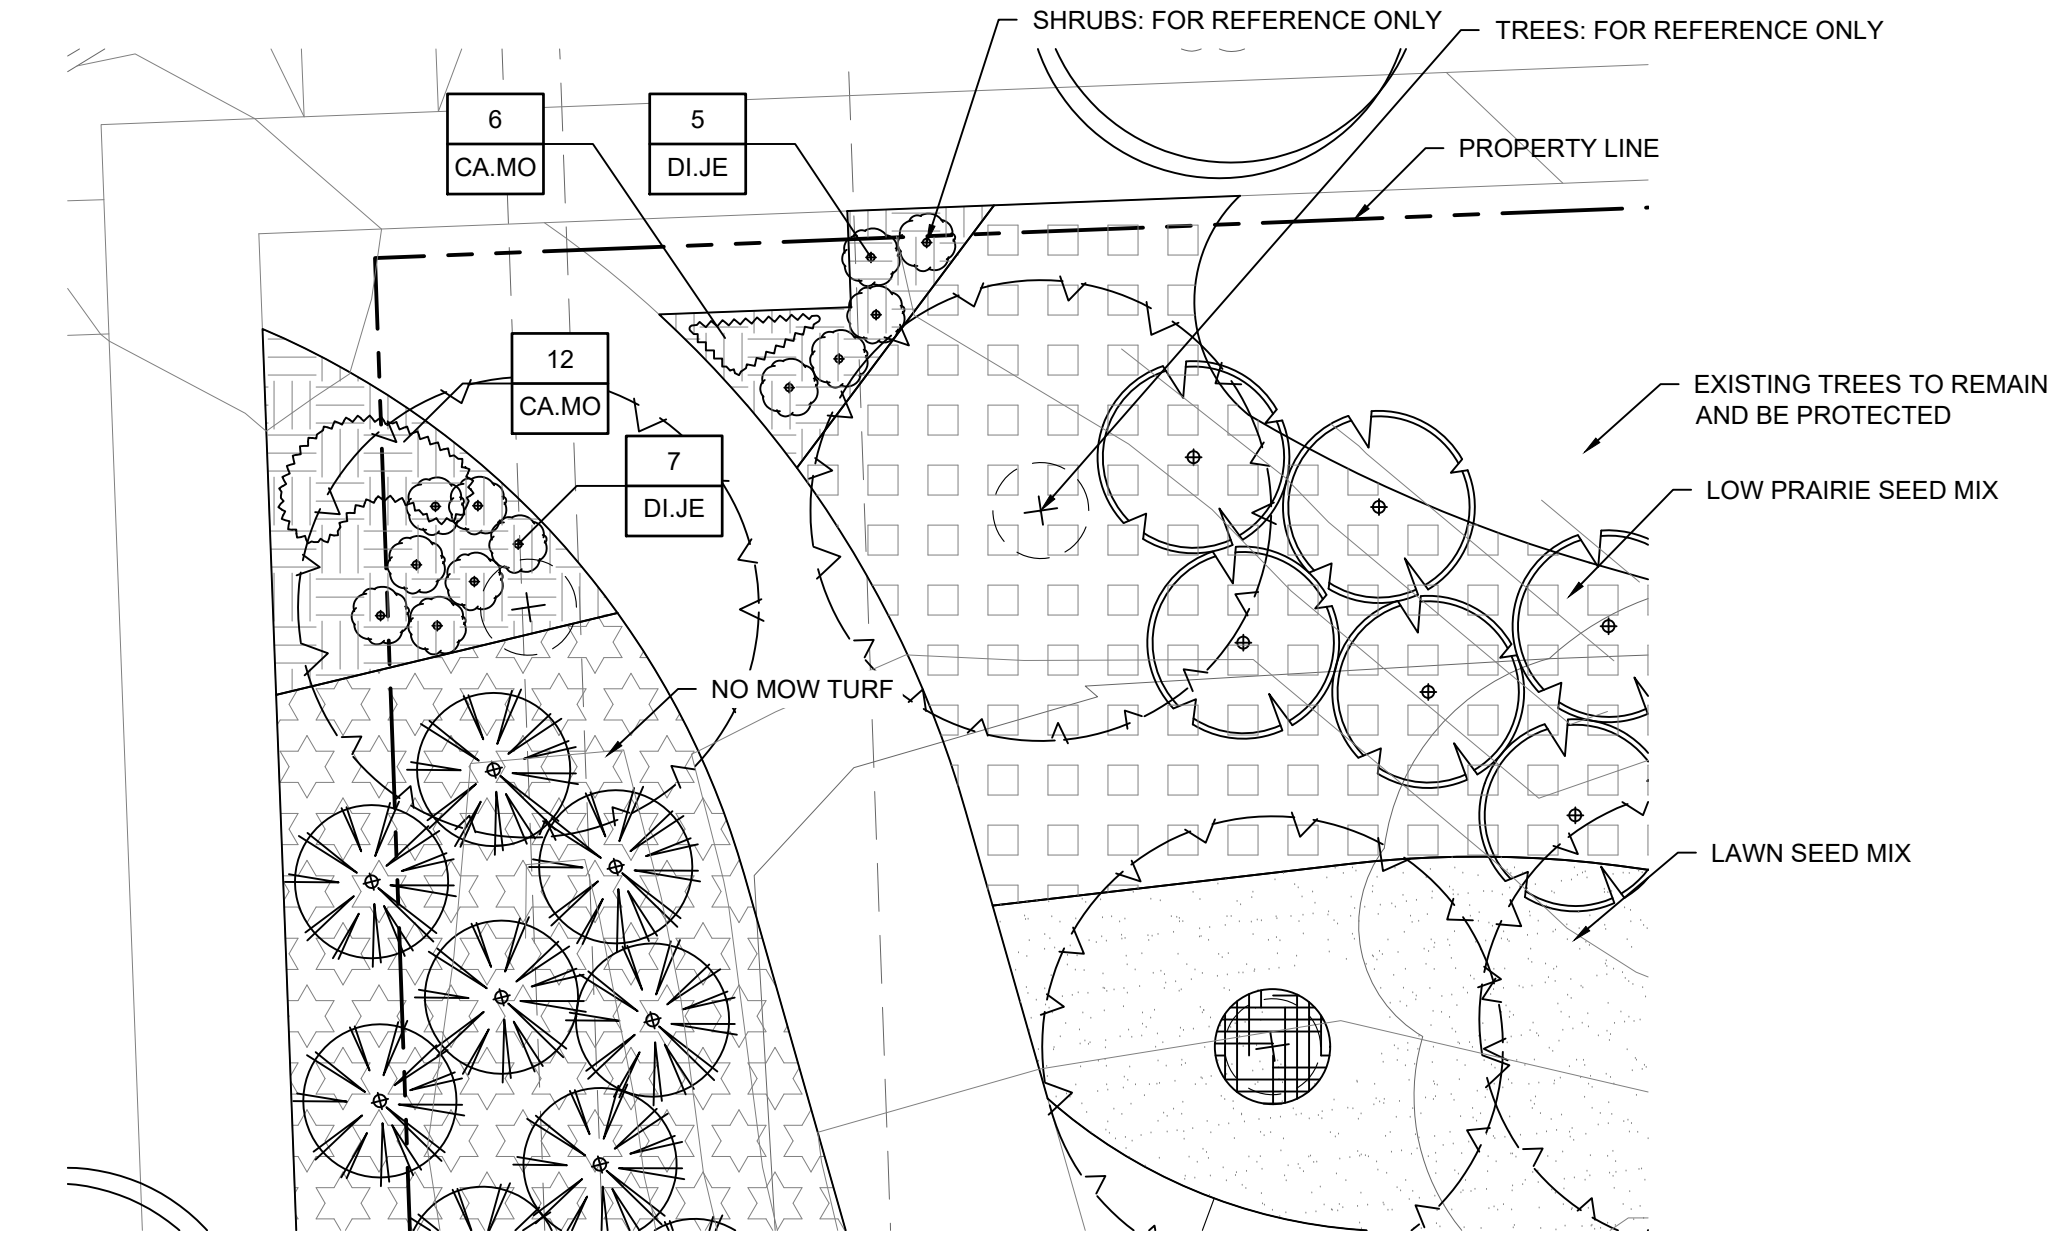 SHRUBS: FOR REFERENCE ONLY
TREES: FOR REFERENCE ONLY
6
CA.MO
5
DI.JE
PROPERTY LINE
12
CA.MO
EXISTING TREES TO REMAIN
AND BE PROTECTED
7
DI.JE
LOW PRAIRIE SEED MIX
NO MOW TURF
LAWN SEED MIX